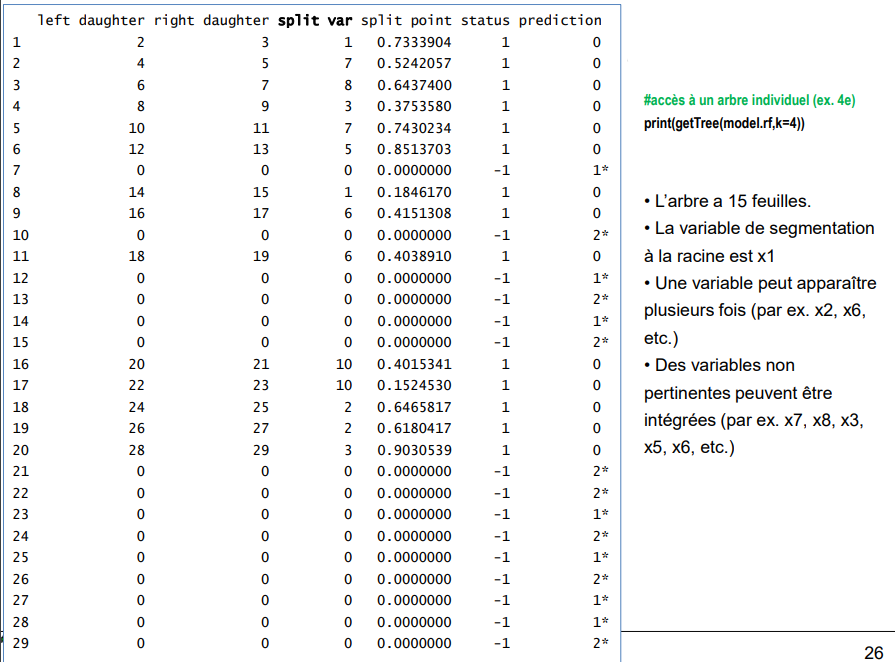 left daughter right daughter split var split point status prediction
1 2 3 1 0.7333904 1 0
2 4 5 7 0.5242057 1 0
3 6 7 8 0.6437400 1 0
4 8 9 3 0.3753580 1 0
5 10 11 7 0.7430234 1 0
6 12 13 5 0.8513703 1 0
7 0 0 0 0.0000000 -1 1*
8 14 15 1 0.1846170 1 0
9 16 17 6 0.4151308 1 0
10 0 0 0 0.0000000 -1 2*
11 18 19 6 0.4038910 1 0
12 0 0 0 0.0000000 -1 1*
13 0 0 0 0.0000000 -1 2*
14 0 0 0 0.0000000 -1 1*
15 0 0 0 0.0000000 -1 2*
16 20 21 10 0.4015341 1 0
17 22 23 10 0.1524530 1 0
18 24 25 2 0.6465817 1 0
19 26 27 2 0.6180417 1 0
20 28 29 3 0.9030539 1 0
21 0 0 0 0.0000000 -1 2*
22 0 0 0 0.0000000 -1 2*
23 0 0 0 0.0000000 -1 1*
24 0 0 0 0.0000000 -1 2*
25 0 0 0 0.0000000 -1 1*
26 0 0 0 0.0000000 -1 2*
27 0 0 0 0.0000000 -1 1*
28 0 0 0 0.0000000 -1 1*
29 0 0 0 0.0000000 -1 2*
#accès à un arbre individuel (ex. 4e)
print(getTree(model.rf,k=4))
• L'arbre a 15 feuilles.
• La variable de segmentation
à la racine est x1
• Une variable peut apparaître
plusieurs fois (par ex. x2, x6,
etc.)
• Des variables non
pertinentes peuvent être
intégrées (par ex. x7, x8, x3,
x5, x6, etc.)
26